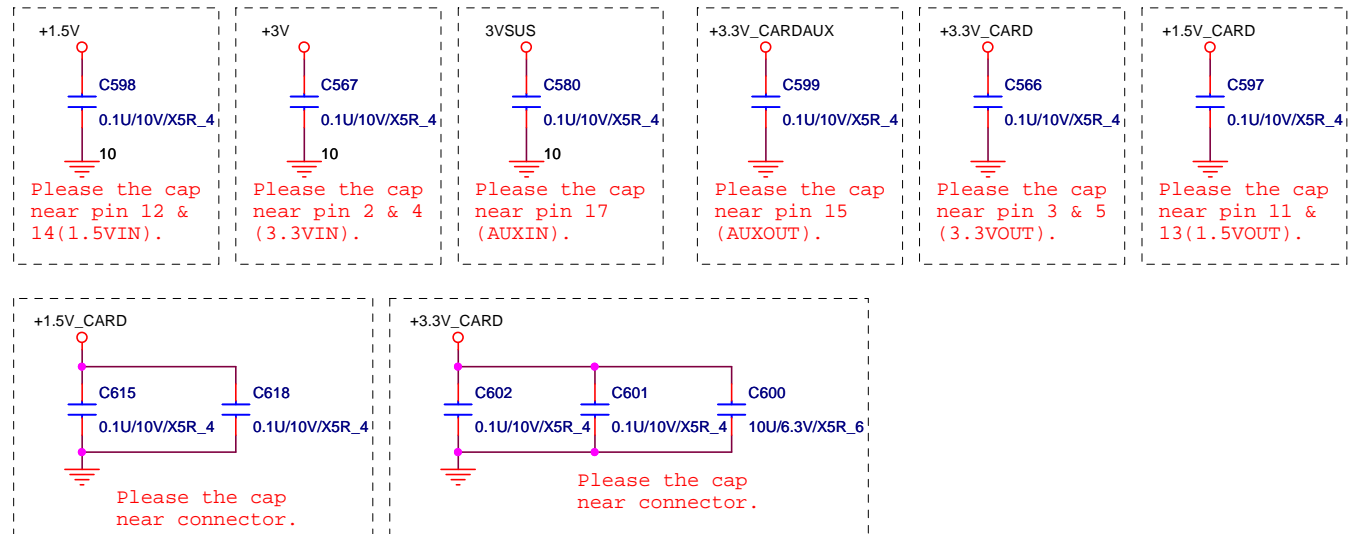 +1.5V
C598
0.1U/10V/X5R_4
10
Please the cap
near pin 12 &
14(1.5VIN).
+3V
C567
0.1U/10V/X5R_4
10
Please the cap
near pin 2 & 4
(3.3VIN).
3VSUS
C580
0.1U/10V/X5R_4
10
Please the cap
near pin 17
(AUXIN).
+3.3V_CARDAUX
C599
0.1U/10V/X5R_4
Please the cap
near pin 15
(AUXOUT).
+3.3V_CARD
C566
0.1U/10V/X5R_4
Please the cap
near pin 3 & 5
(3.3VOUT).
+1.5V_CARD
C597
0.1U/10V/X5R_4
Please the cap
near pin 11 &
13(1.5VOUT).
+1.5V_CARD
C615
0.1U/10V/X5R_4
C618
0.1U/10V/X5R_4
Please the cap
near connector.
+3.3V_CARD
C602
0.1U/10V/X5R_4
C601
0.1U/10V/X5R_4
C600
10U/6.3V/X5R_6
Please the cap
near connector.